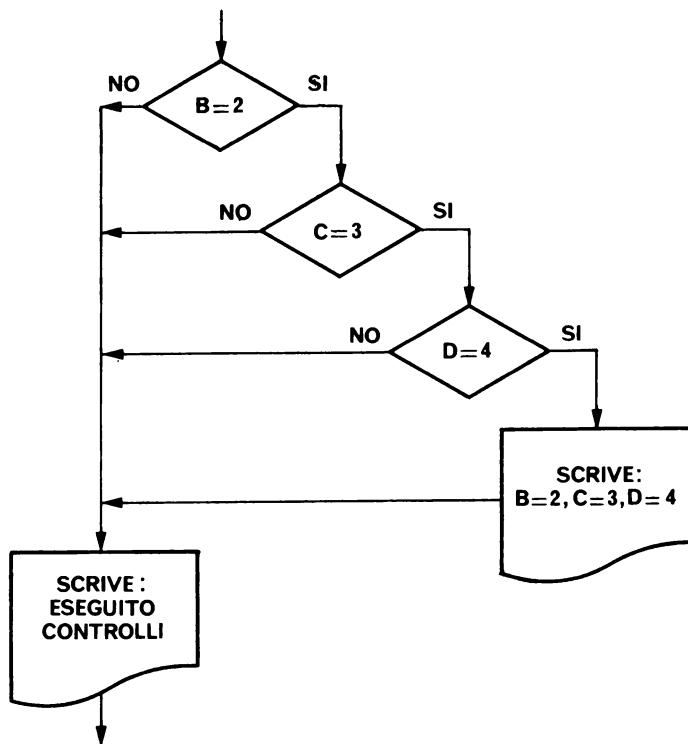 NO
SI
B=2
NO
SI
C=3
NO
SI
D=4
SCRIVE:
B=2, C=3, D=4
SCRIVE:
ESEGUITO
CONTROLLI